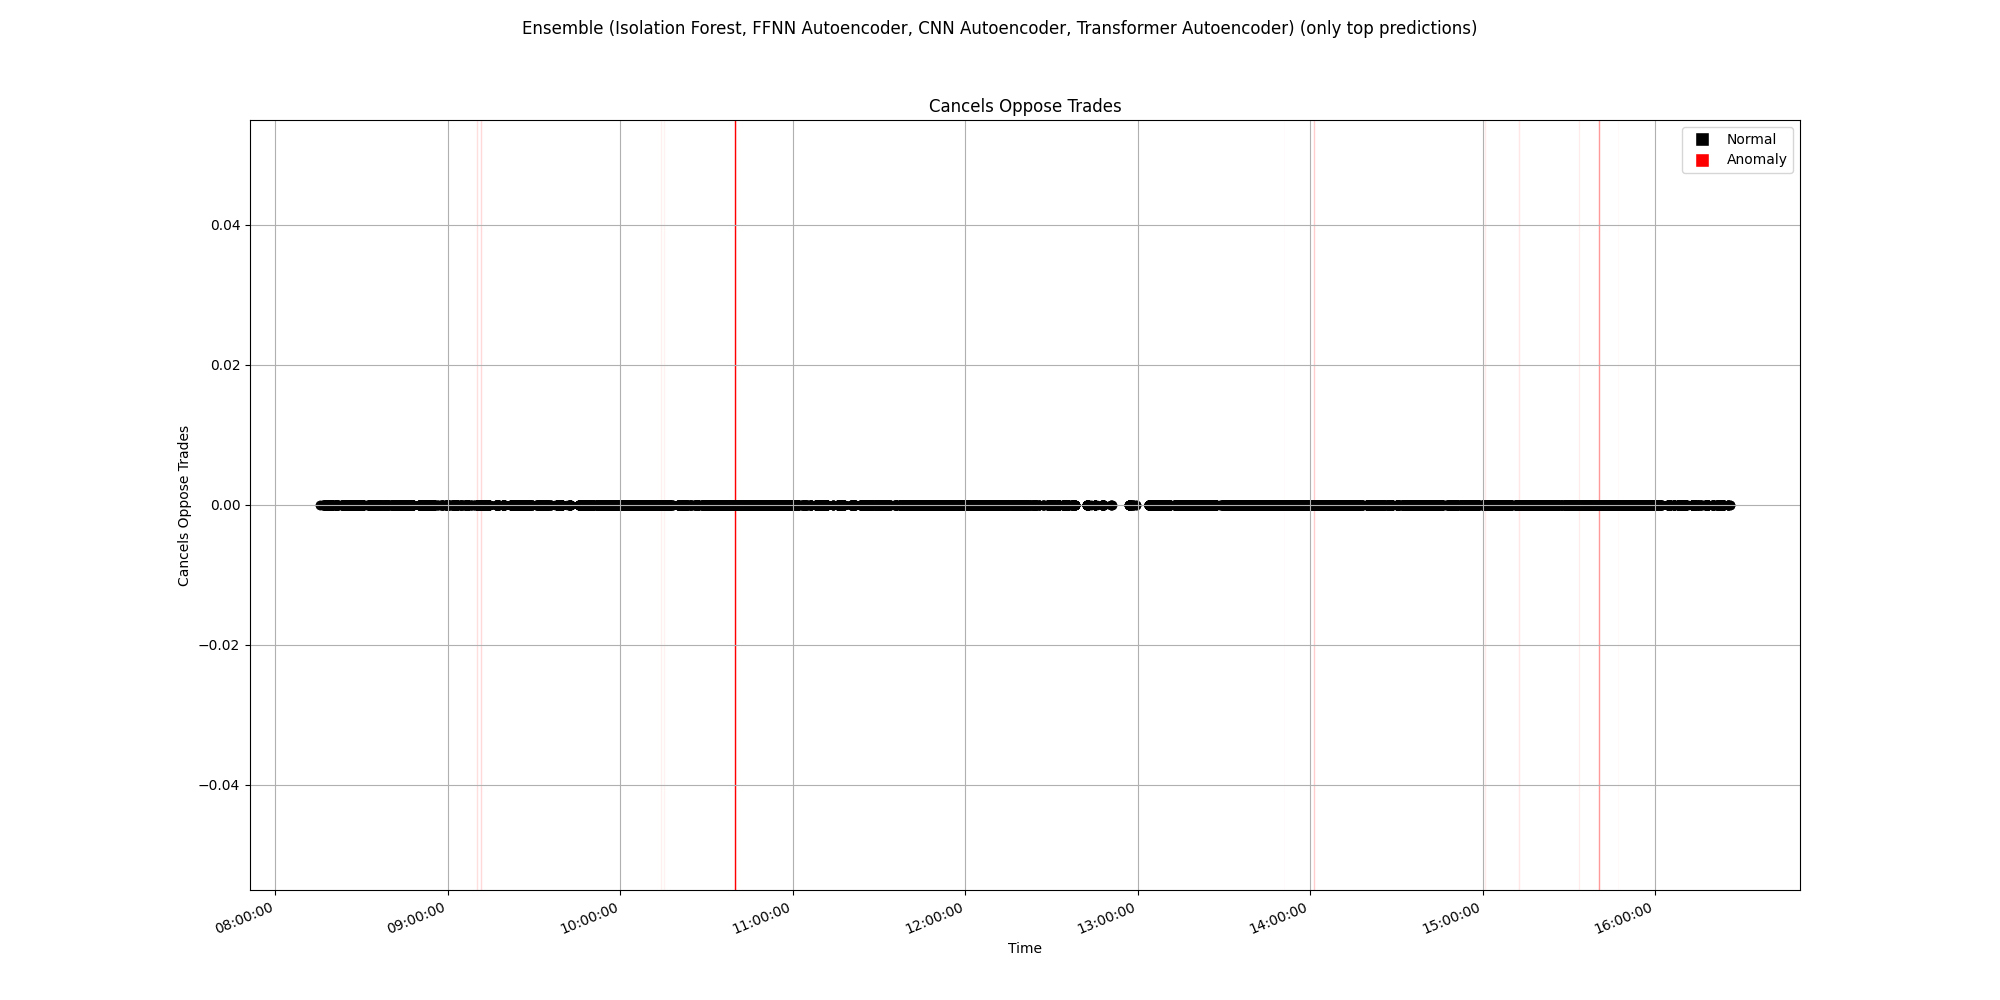 Ensemble (Isolation Forest, FFNN Autoencoder, CNN Autoencoder, Transformer Autoencoder) (only top predictions)
Cancels Oppose Trades
Normal
Anomaly
0.04
0.02
0.00
−0.02
−0.04
Cancels Oppose Trades
08:00:00
09:00:00
10:00:00
11:00:00
12:00:00
13:00:00
14:00:00
15:00:00
16:00:00
Time